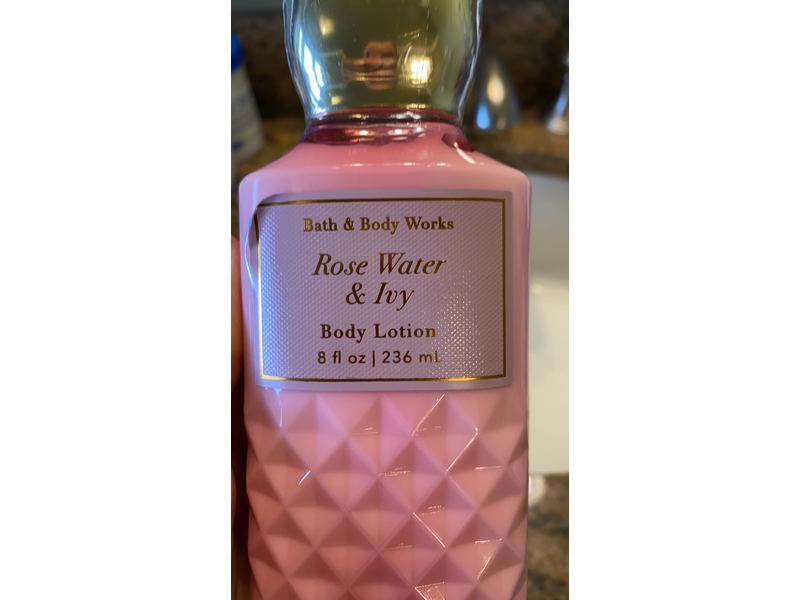 Bath & Body Works
Rose Water
& Ivy
Body Lotion
8 fl oz | 236 mL